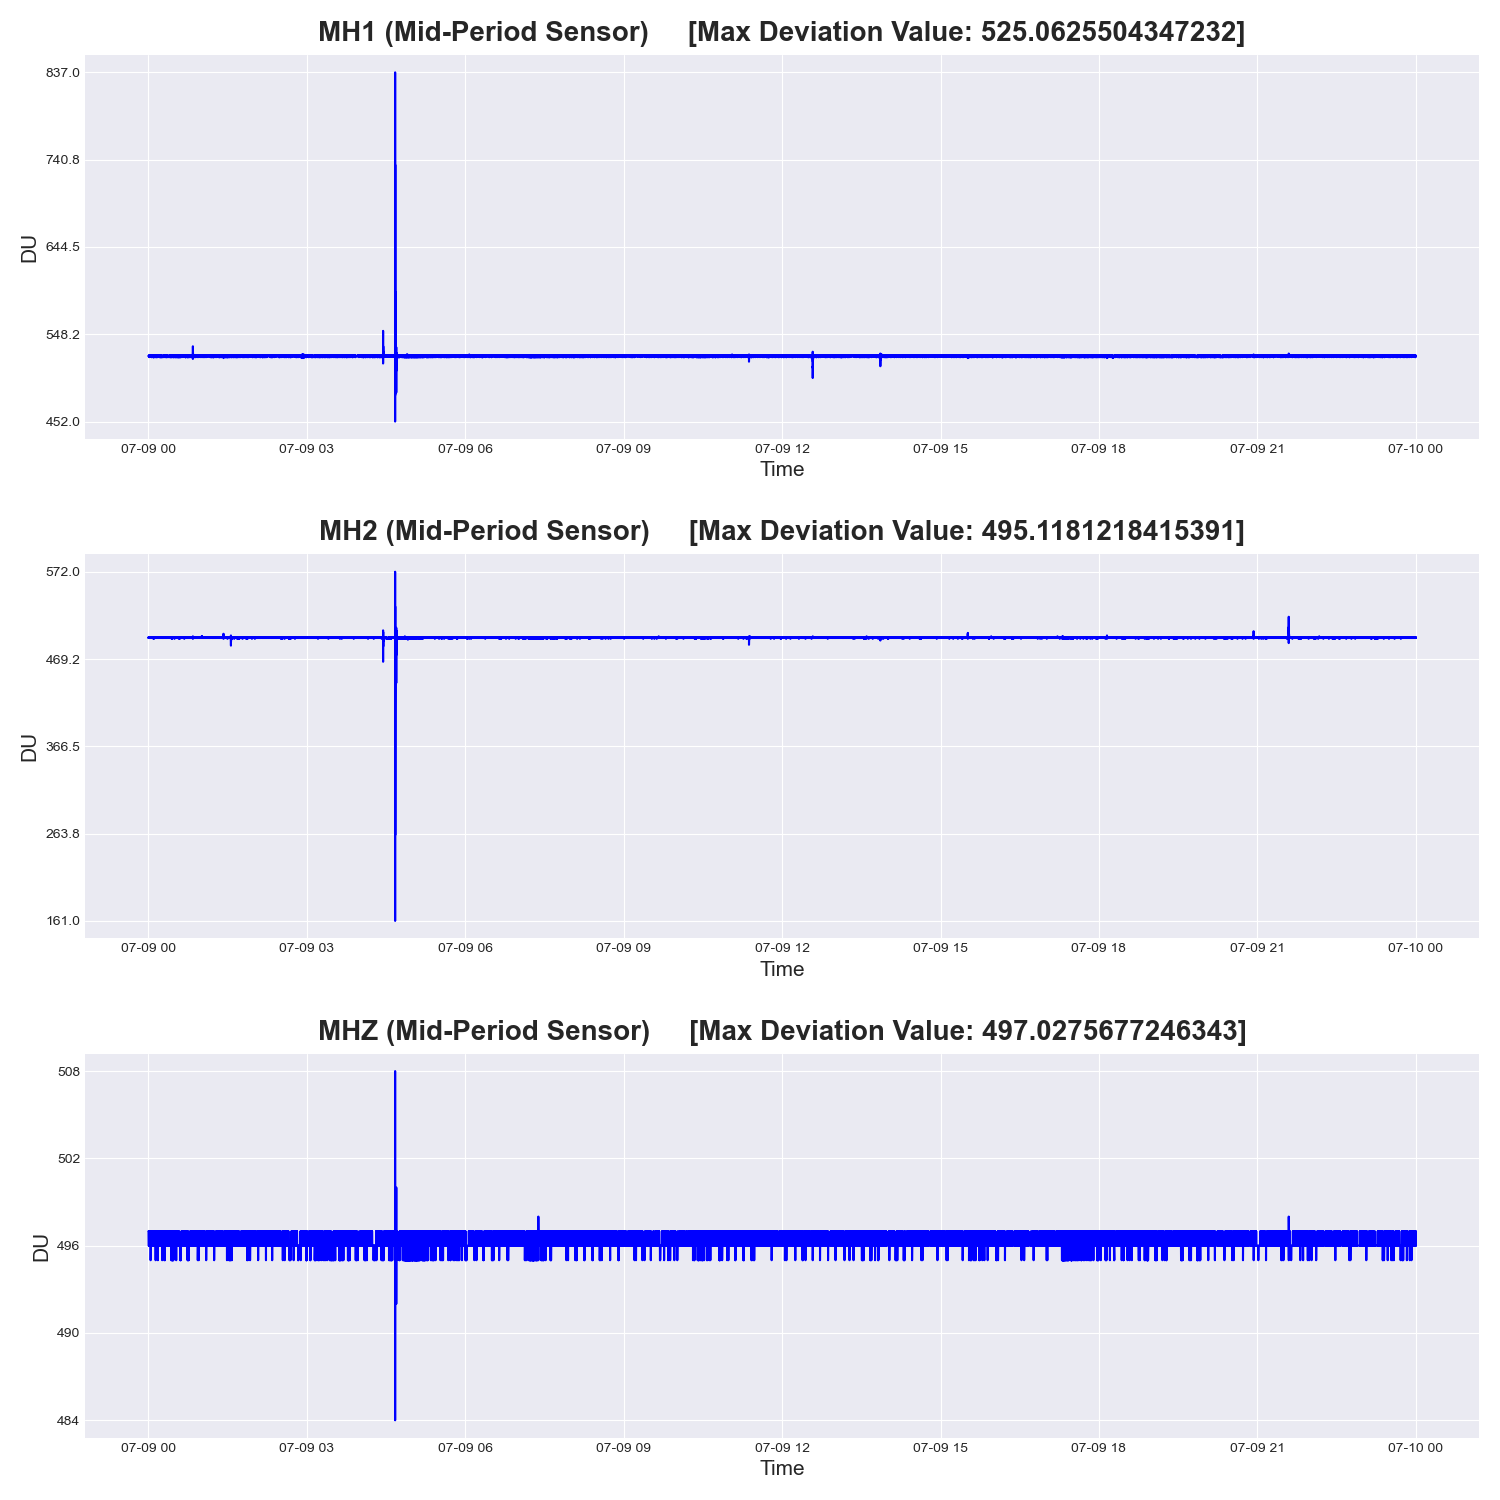 MH1 (Mid-Period Sensor) [Max Deviation Value: 525.0625504347232]
837.0
740.8
644.5
548.2
452.0
DU
07-09 00 07-09 03 07-09 06 07-09 09 07-09 12 07-09 15 07-09 18 07-09 21 07-10 00
Time
MH2 (Mid-Period Sensor) [Max Deviation Value: 495.1181218415391]
572.0
469.2
366.5
263.8
161.0
DU
07-09 00 07-09 03 07-09 06 07-09 09 07-09 12 07-09 15 07-09 18 07-09 21 07-10 00
Time
MHZ (Mid-Period Sensor) [Max Deviation Value: 497.0275677246343]
508
502
496
490
484
DU
07-09 00 07-09 03 07-09 06 07-09 09 07-09 12 07-09 15 07-09 18 07-09 21 07-10 00
Time